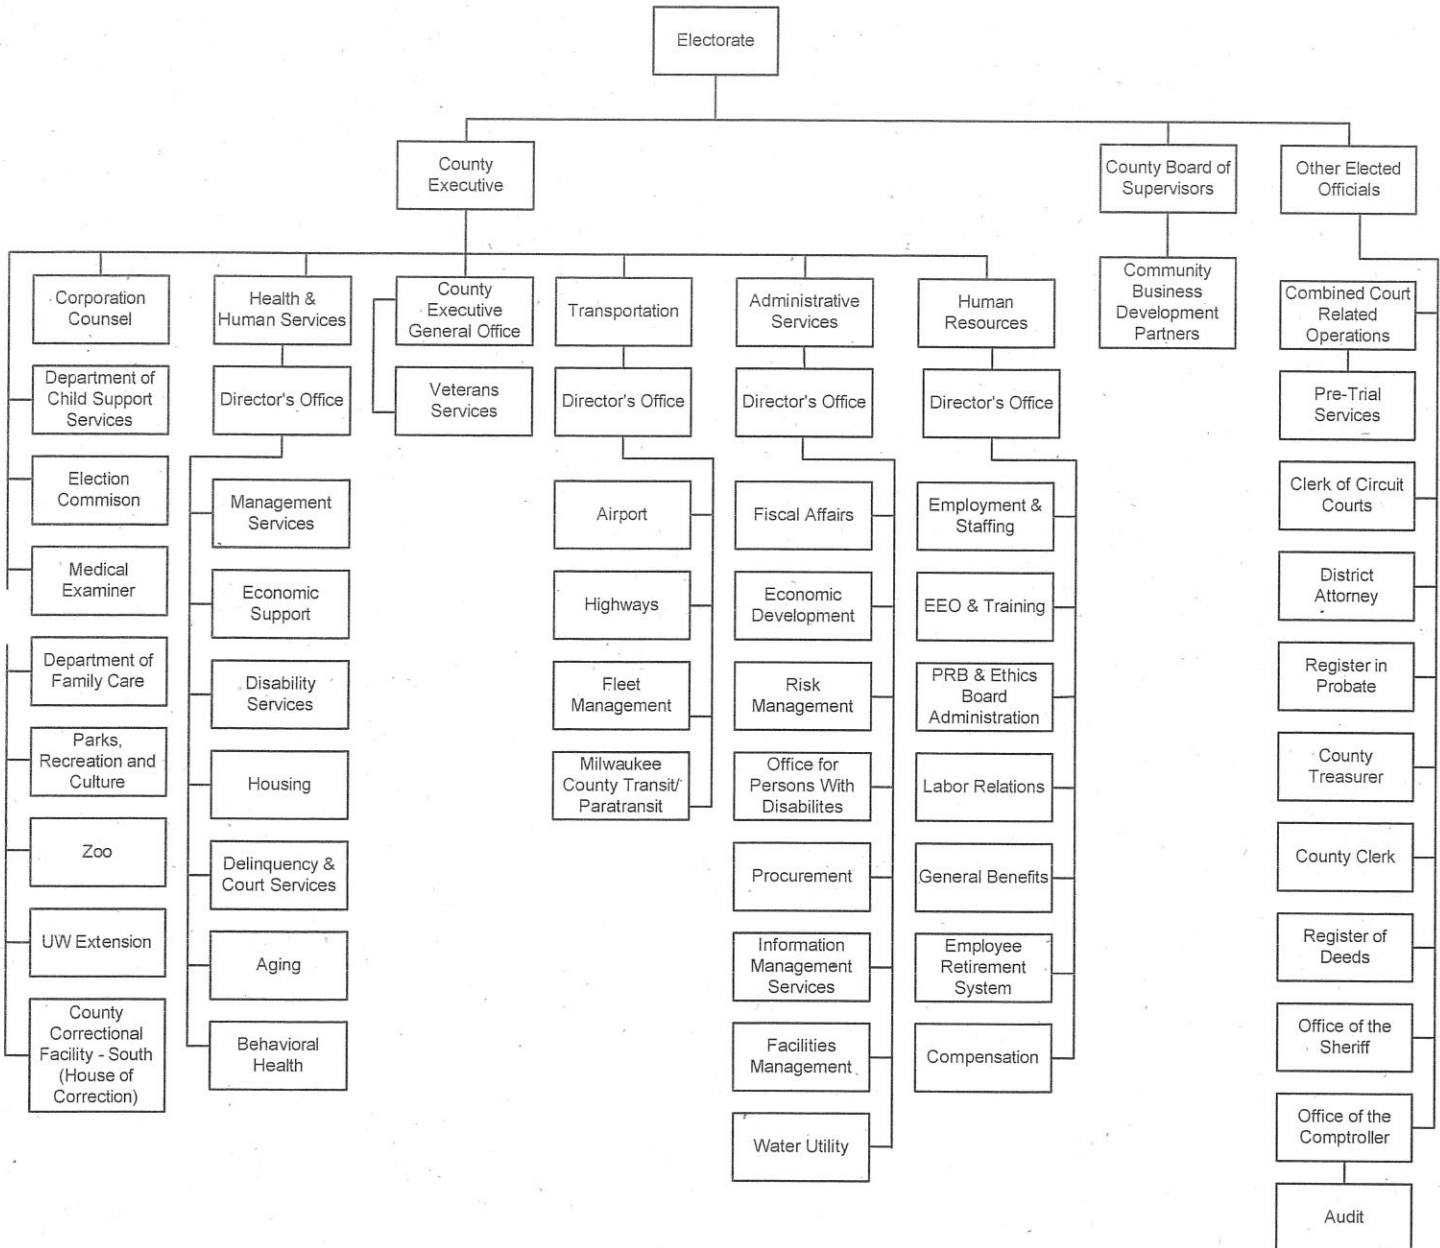 Electorate
County
Executive
County Board of
Supervisors
Other Elected
Officials
Corporation
Counsel
Department of
Child Support
Services
Election
Commison
Medical
Examiner
Department of
Family Care
Parks,
Recreation and
Culture
Zoo
UW Extension
County
Correctional
Facility - South
(House of
Correction)
Health &
Human Services
Director's Office
Management
Services
Economic
Support
Disability
Services
Housing
Delinquency &
Court Services
Aging
Behavioral
Health
County
Executive
General Office
Veterans
Services
Transportation
Director's Office
Airport
Highways
Fleet
Management
Milwaukee
County Transit/
Paratransit
Administrative
Services
Director's Office
Fiscal Affairs
Economic
Development
Risk
Management
Office for
Persons With
Disabilites
Procurement
Information
Management
Services
Facilities
Management
Water Utility
Human
Resources
Director's Office
Employment &
Staffing
EEO & Training
PRB & Ethics
Board
Administration
Labor Relations
General Benefits
Employee
Retirement
System
Compensation
Community
Business
Development
Partners
Combined Court
Related
Operations
Pre-Trial
Services
Clerk of Circuit
Courts
District
Attorney
Register in
Probate
County
Treasurer
County Clerk
Register of
Deeds
Office of the
Sheriff
Office of the
Comptroller
Audit